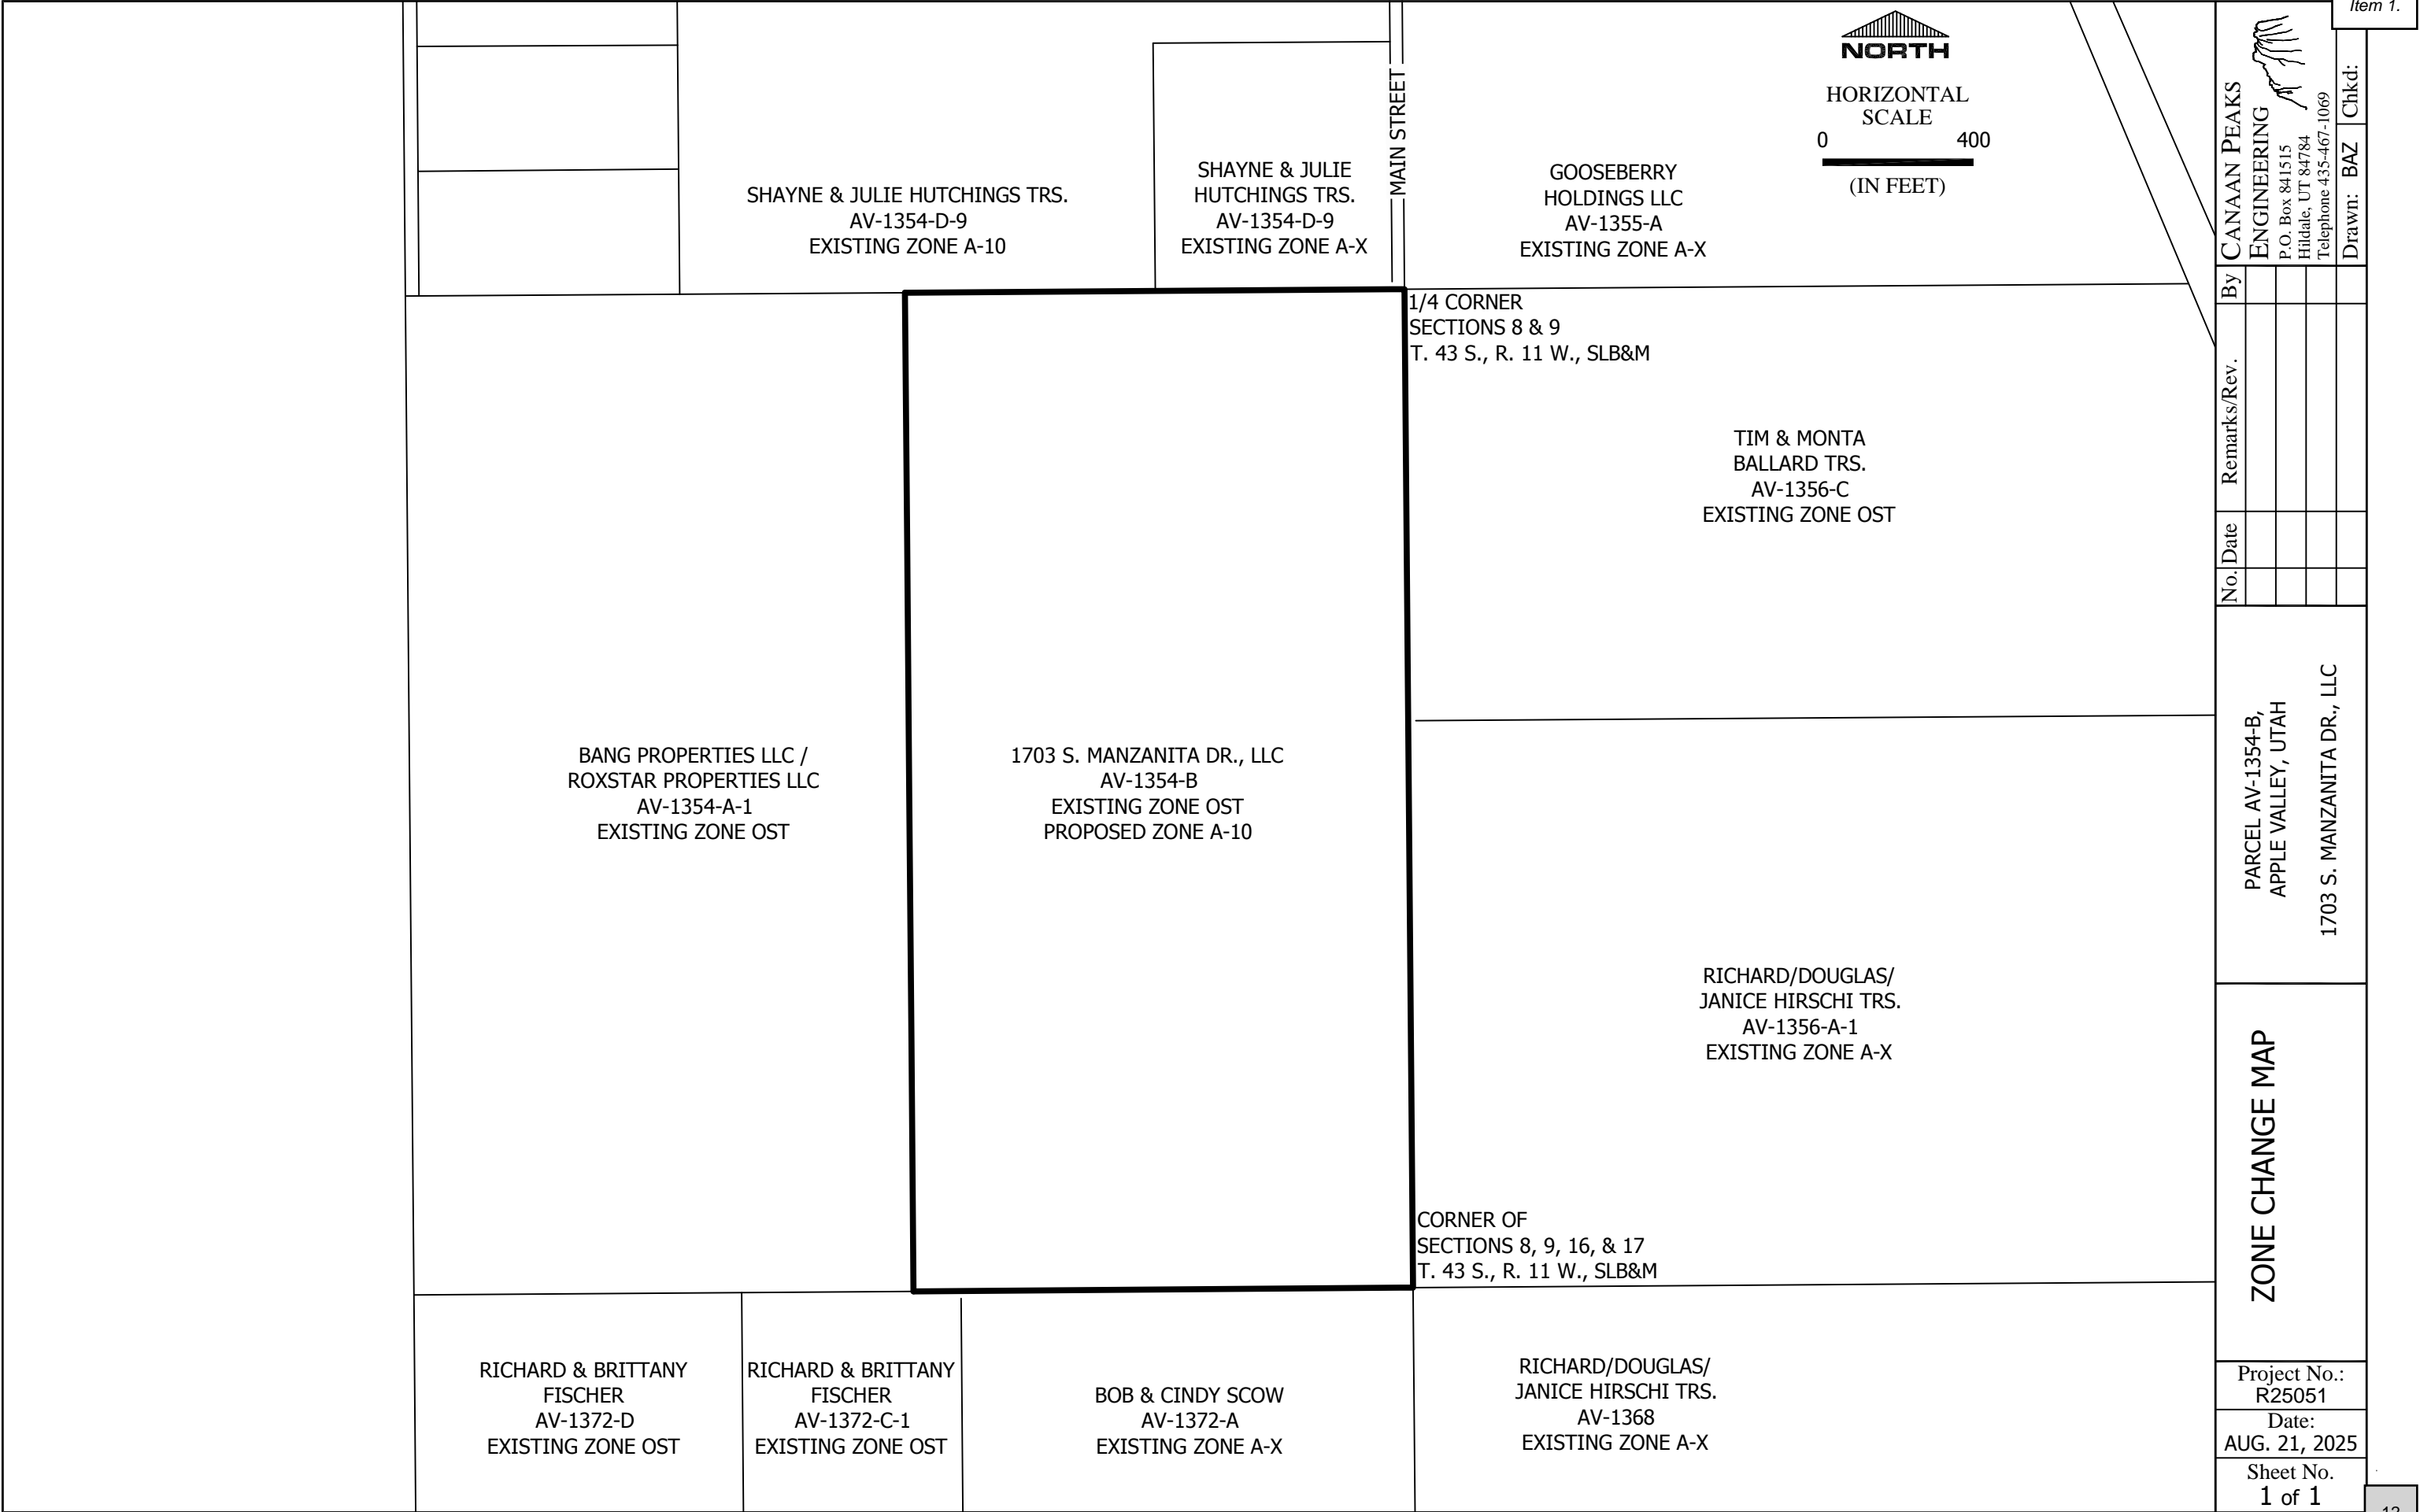 Item 1.
NORTH
HORIZONTAL
SCALE
0 400
(IN FEET)
MAIN STREET
SHAYNE & JULIE HUTCHINGS TRS.
AV-1354-D-9
EXISTING ZONE A-10
SHAYNE & JULIE
HUTCHINGS TRS.
AV-1354-D-9
EXISTING ZONE A-X
GOOSEBERRY
HOLDINGS LLC
AV-1355-A
EXISTING ZONE A-X
1/4 CORNER
SECTIONS 8 & 9
T. 43 S., R. 11 W., SLB&M
TIM & MONTA
BALLARD TRS.
AV-1356-C
EXISTING ZONE OST
BANG PROPERTIES LLC /
ROXSTAR PROPERTIES LLC
AV-1354-A-1
EXISTING ZONE OST
1703 S. MANZANITA DR., LLC
AV-1354-B
EXISTING ZONE OST
PROPOSED ZONE A-10
RICHARD/DOUGLAS/
JANICE HIRSCHI TRS.
AV-1356-A-1
EXISTING ZONE A-X
CORNER OF
SECTIONS 8, 9, 16, & 17
T. 43 S., R. 11 W., SLB&M
RICHARD & BRITTANY
FISCHER
AV-1372-D
EXISTING ZONE OST
RICHARD & BRITTANY
FISCHER
AV-1372-C-1
EXISTING ZONE OST
BOB & CINDY SCOW
AV-1372-A
EXISTING ZONE A-X
RICHARD/DOUGLAS/
JANICE HIRSCHI TRS.
AV-1368
EXISTING ZONE A-X
CANAAN PEAKS
ENGINEERING
P.O. Box 841515
Hildale, UT 84784
Telephone 435-467-1069
Drawn: BAZ Chkd:
No. Date Remarks/Rev. By
PARCEL AV-1354-B,
APPLE VALLEY, UTAH
1703 S. MANZANITA DR., LLC
ZONE CHANGE MAP
Project No.:
R25051
Date:
AUG. 21, 2025
Sheet No.
1 of 1